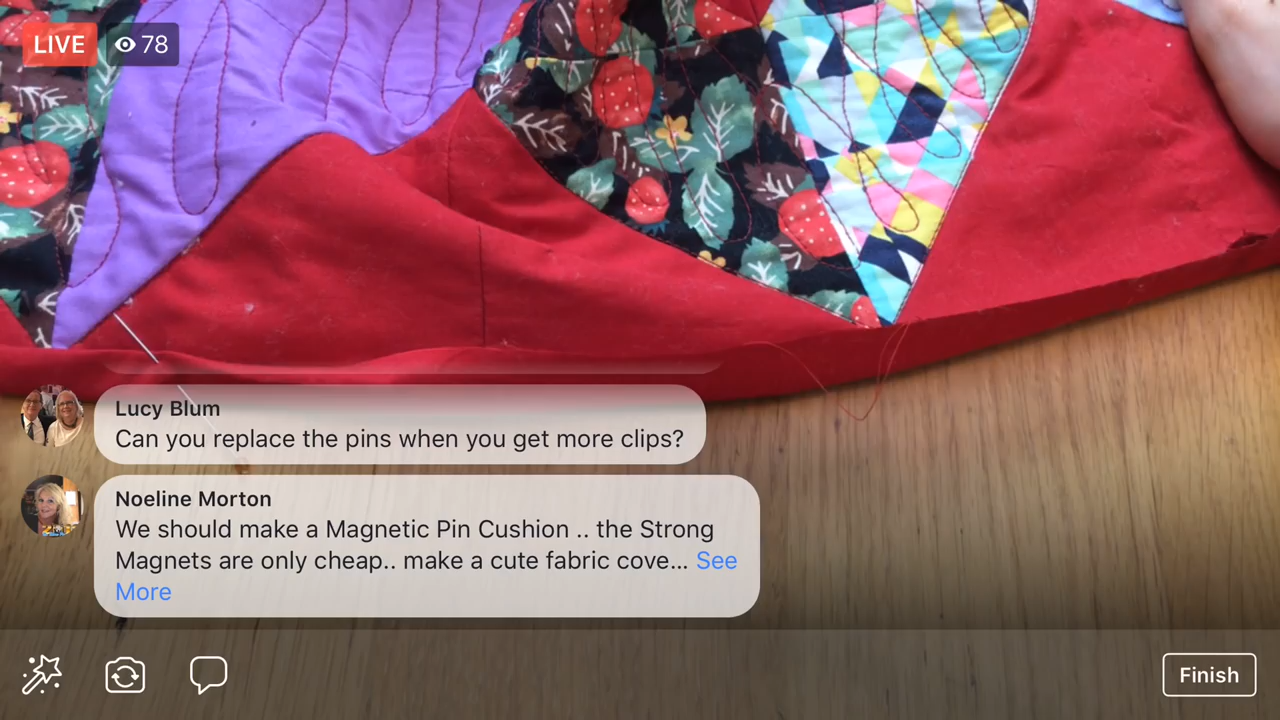 LIVE 78
Lucy Blum
Can you replace the pins when you get more clips?
Noeline Morton
We should make a Magnetic Pin Cushion .. the Strong
Magnets are only cheap.. make a cute fabric cove... See
More
Finish